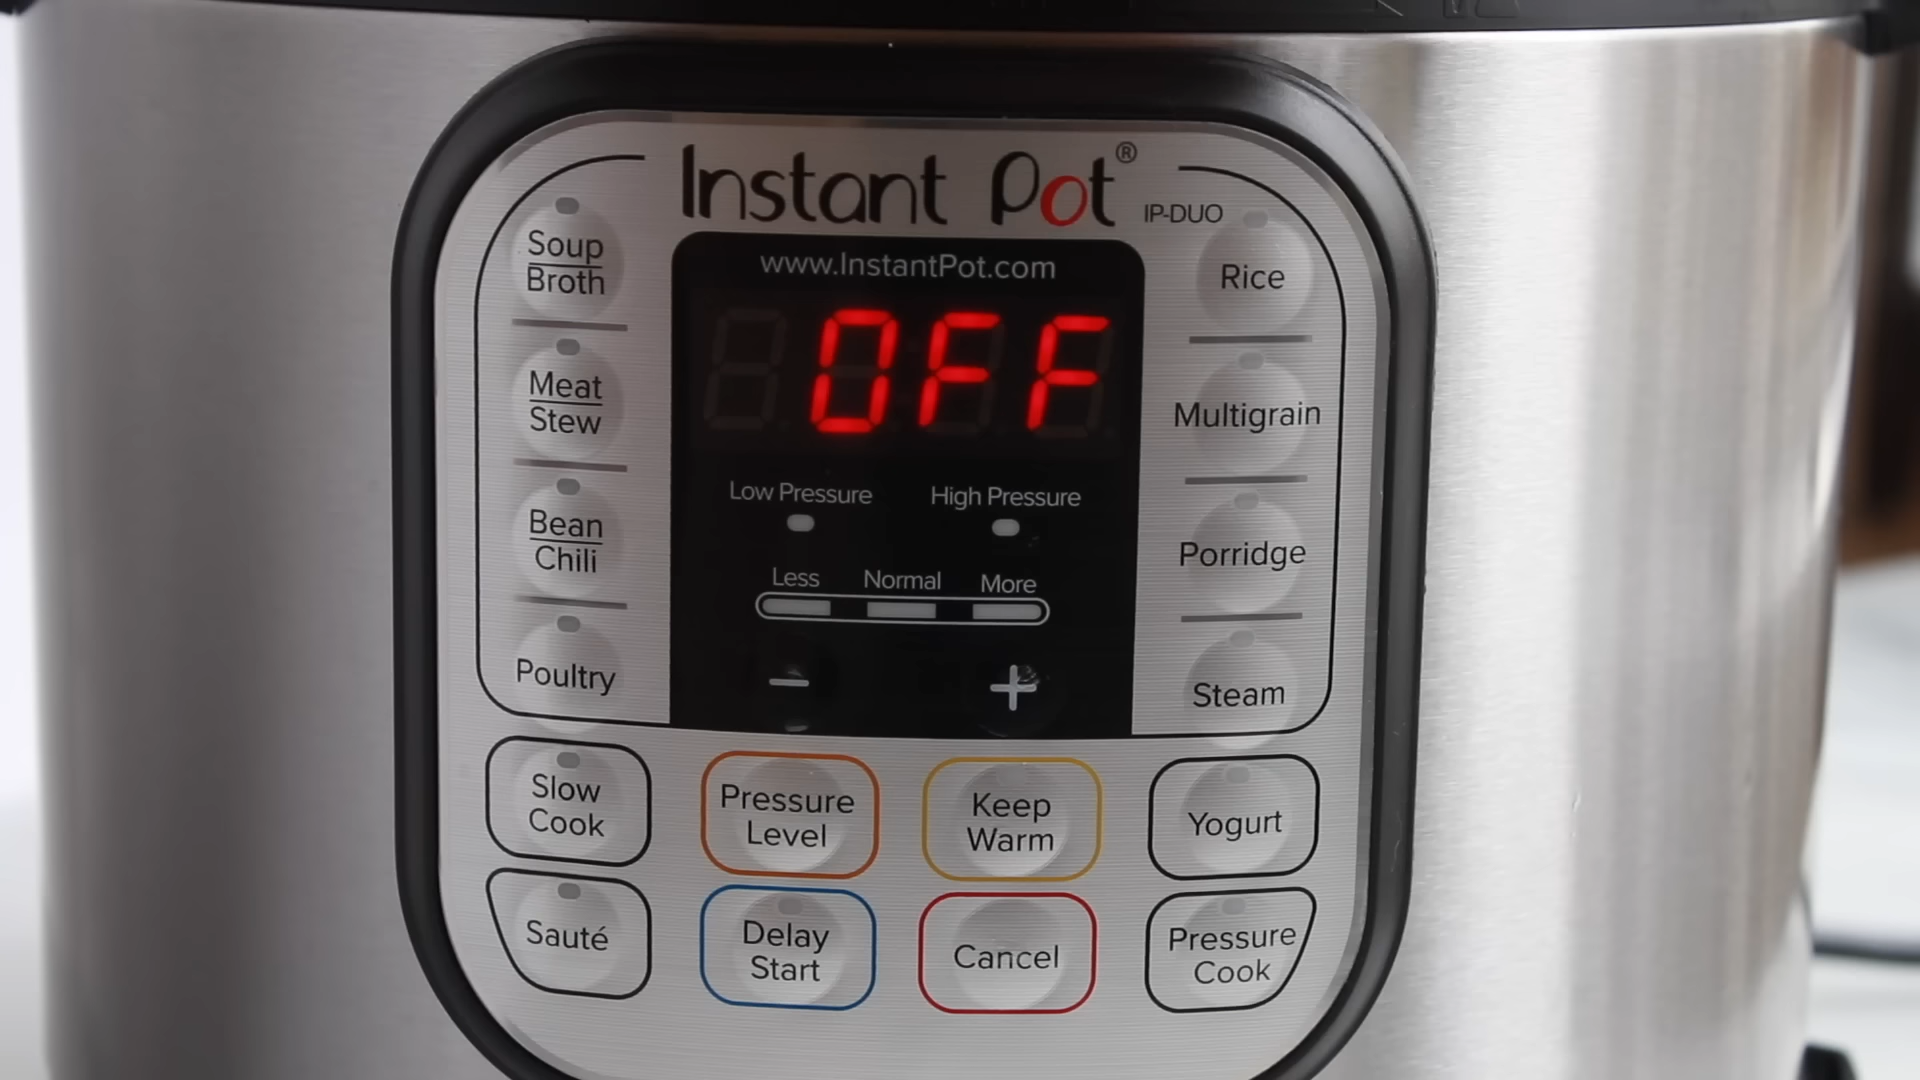 Instant Pot®
IP-DUO
www.InstantPot.com
OFF
Low Pressure
High Pressure
Less Normal More
− +
Soup
Broth
Meat
Stew
Bean
Chili
Poultry
Rice
Multigrain
Porridge
Steam
Slow
Cook
Pressure
Level
Keep
Warm
Yogurt
Sauté
Delay
Start
Cancel
Pressure
Cook